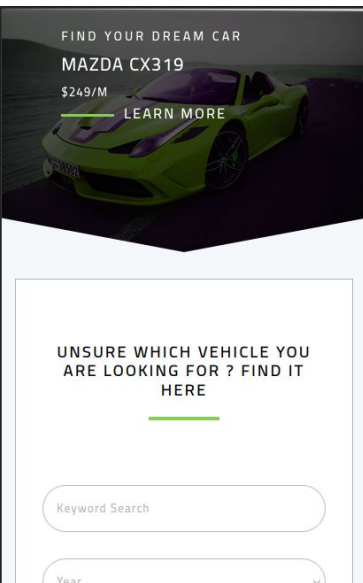 FIND YOUR DREAM CAR
MAZDA CX319
$249/M
LEARN MORE
UNSURE WHICH VEHICLE YOU
ARE LOOKING FOR ? FIND IT
HERE
Keyword Search
Year